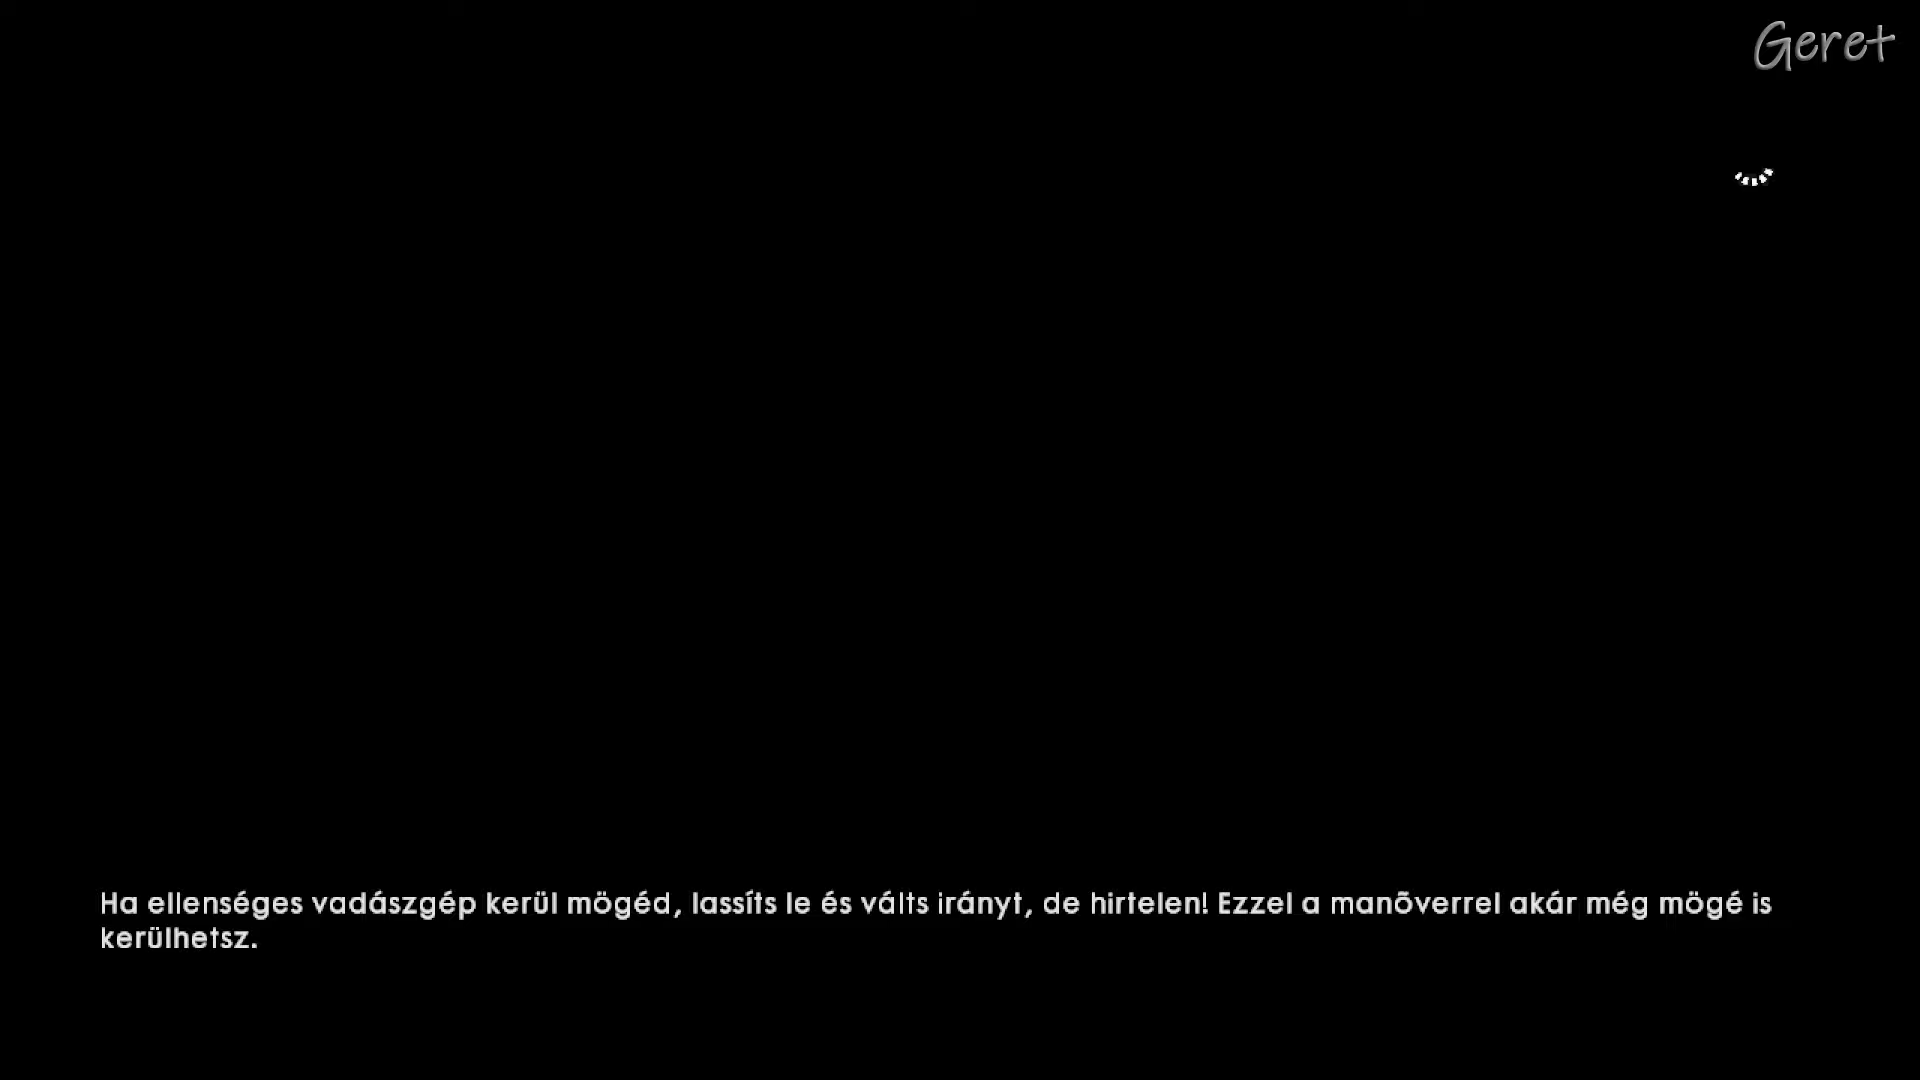 Geret
Ha ellenséges vadászgép kerül mögéd, lassíts le és válts irányt, de hirtelen! Ezzel a manõverrel akár még mögé is
kerülhetsz.